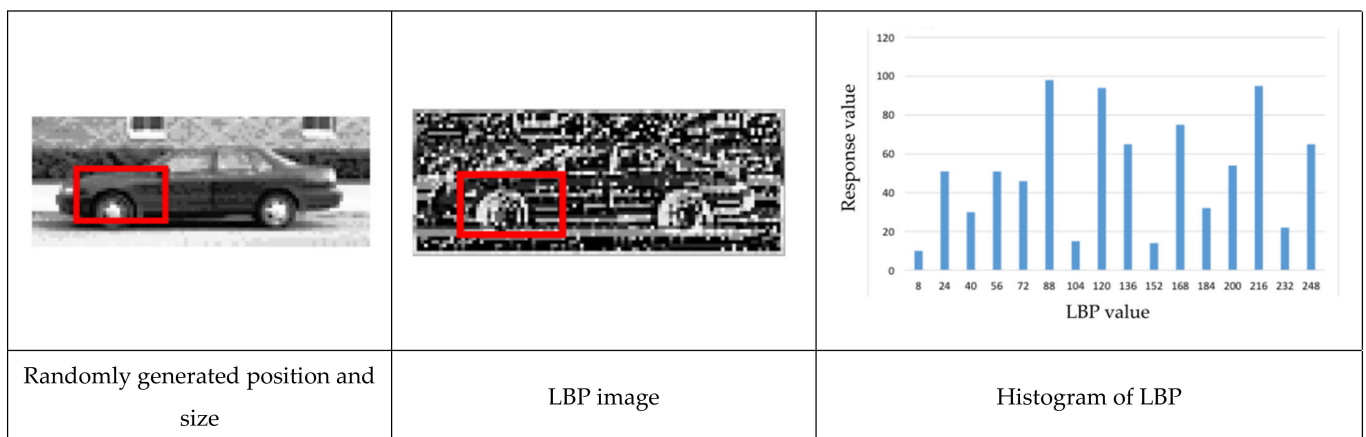 120
100
80
60
40
20
0
Response value
8 24 40 56 72 88 104 120 136 152 168 184 200 216 232 248
LBP value
Randomly generated position and
size
LBP image
Histogram of LBP